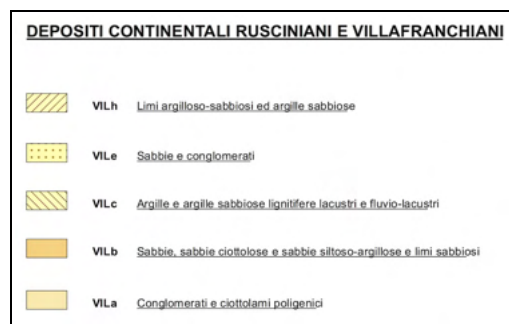 DEPOSITI CONTINENTALI RUSCINIANI E VILLAFRANCHIANI
VILh Limi argilloso-sabbiosi ed argille sabbiose
VILe Sabbie e conglomerati
VILc Argille e argille sabbiose lignitifere lacustri e fluvio-lacustri
VILb Sabbie, sabbie ciottolose e sabbie siltoso-argillose e limi sabbiosi
VILa Conglomerati e ciottolami poligenici